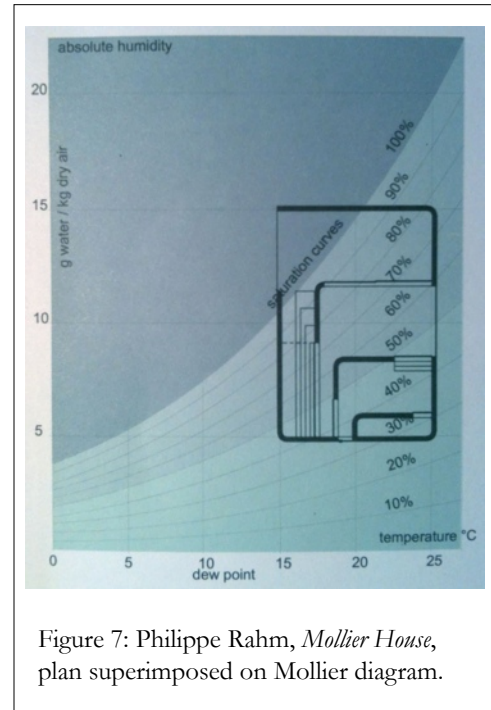 absolute humidity
20
15
10
5
g water / kg dry air
saturation curves
100%
90%
80%
70%
60%
50%
40%
30%
20%
10%
temperature °C
0 5 10 15 20 25
dew point
Figure 7: Philippe Rahm, Mollier House,
plan superimposed on Mollier diagram.